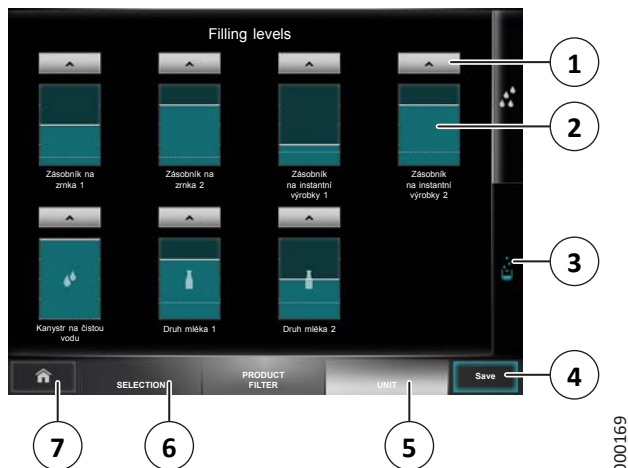 Filling levels
1
2
Zásobník na
zrnka 1
Zásobník na
zrnka 2
Zásobník
na instantní
výrobky 1
Zásobník
na instantní
výrobky 2
3
Kanystr na čistou
vodu
Druh mléka 1
Druh mléka 2
SELECTION
PRODUCT
FILTER
UNIT
Save
4
7
6
5
000169